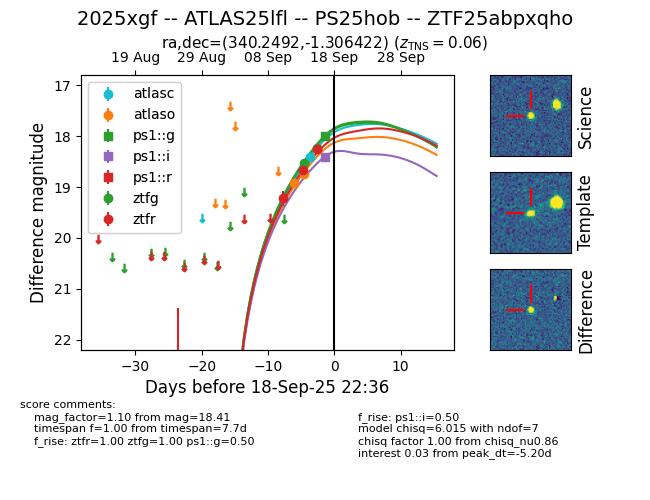 2025xgf -- ATLAS25lfl -- PS25hob -- ZTF25abpxqho
ra,dec=(340.2492,-1.306422) (z_TNS = 0.06)
19 Aug 29 Aug 08 Sep 18 Sep 28 Sep
17
18
19
20
21
22
Difference magnitude
atlasc
atlaso
ps1::g
ps1::i
ps1::r
ztfg
ztfr
−30 −20 −10 0 10
Days before 18-Sep-25 22:36
Science
Template
Difference
score comments:
mag_factor=1.10 from mag=18.41
timespan f=1.00 from timespan=7.7d
f_rise: ztfr=1.00 ztfg=1.00 ps1::g=0.50
f_rise: ps1::i=0.50
model chisq=6.015 with ndof=7
chisq factor 1.00 from chisq_nu0.86
interest 0.03 from peak_dt=-5.20d